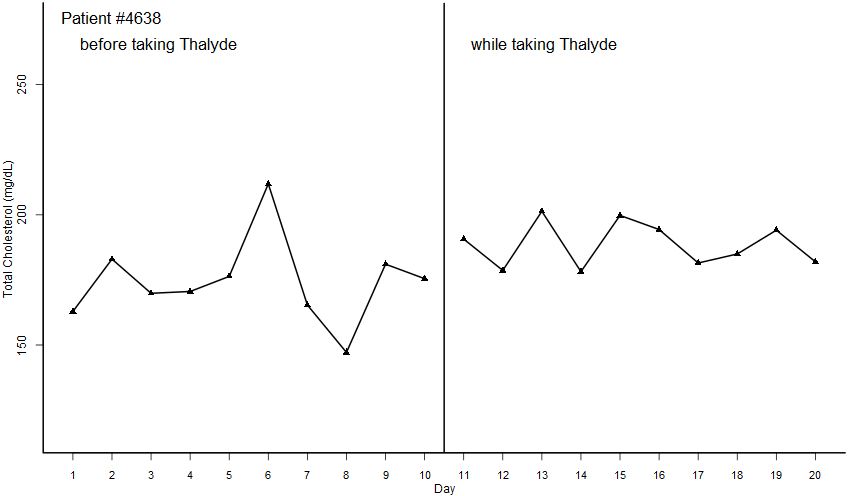 Patient #4638
before taking Thalyde
while taking Thalyde
Total Cholesterol (mg/dL)
250
200
150
1 2 3 4 5 6 7 8 9 10 11 12 13 14 15 16 17 18 19 20
Day